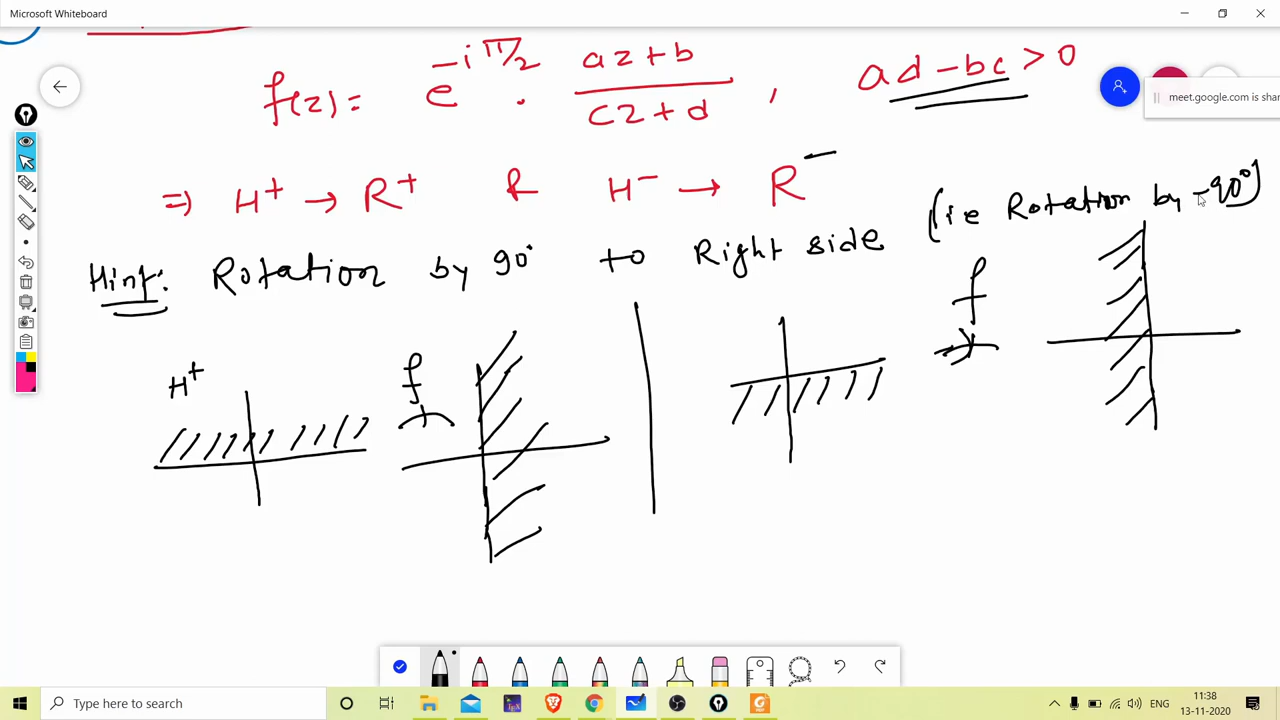 Microsoft Whiteboard
f(z) = e^{-iπ/2} · (az+b)/(cz+d) , ad-bc > 0
meet.google.com is shar
⇒ H⁺ → R⁺ & H⁻ → R⁻
(ie Rotation by -90°)
Hint: Rotation by 90° to Right side
H⁺ f f
Type here to search
11:38
13-11-2020